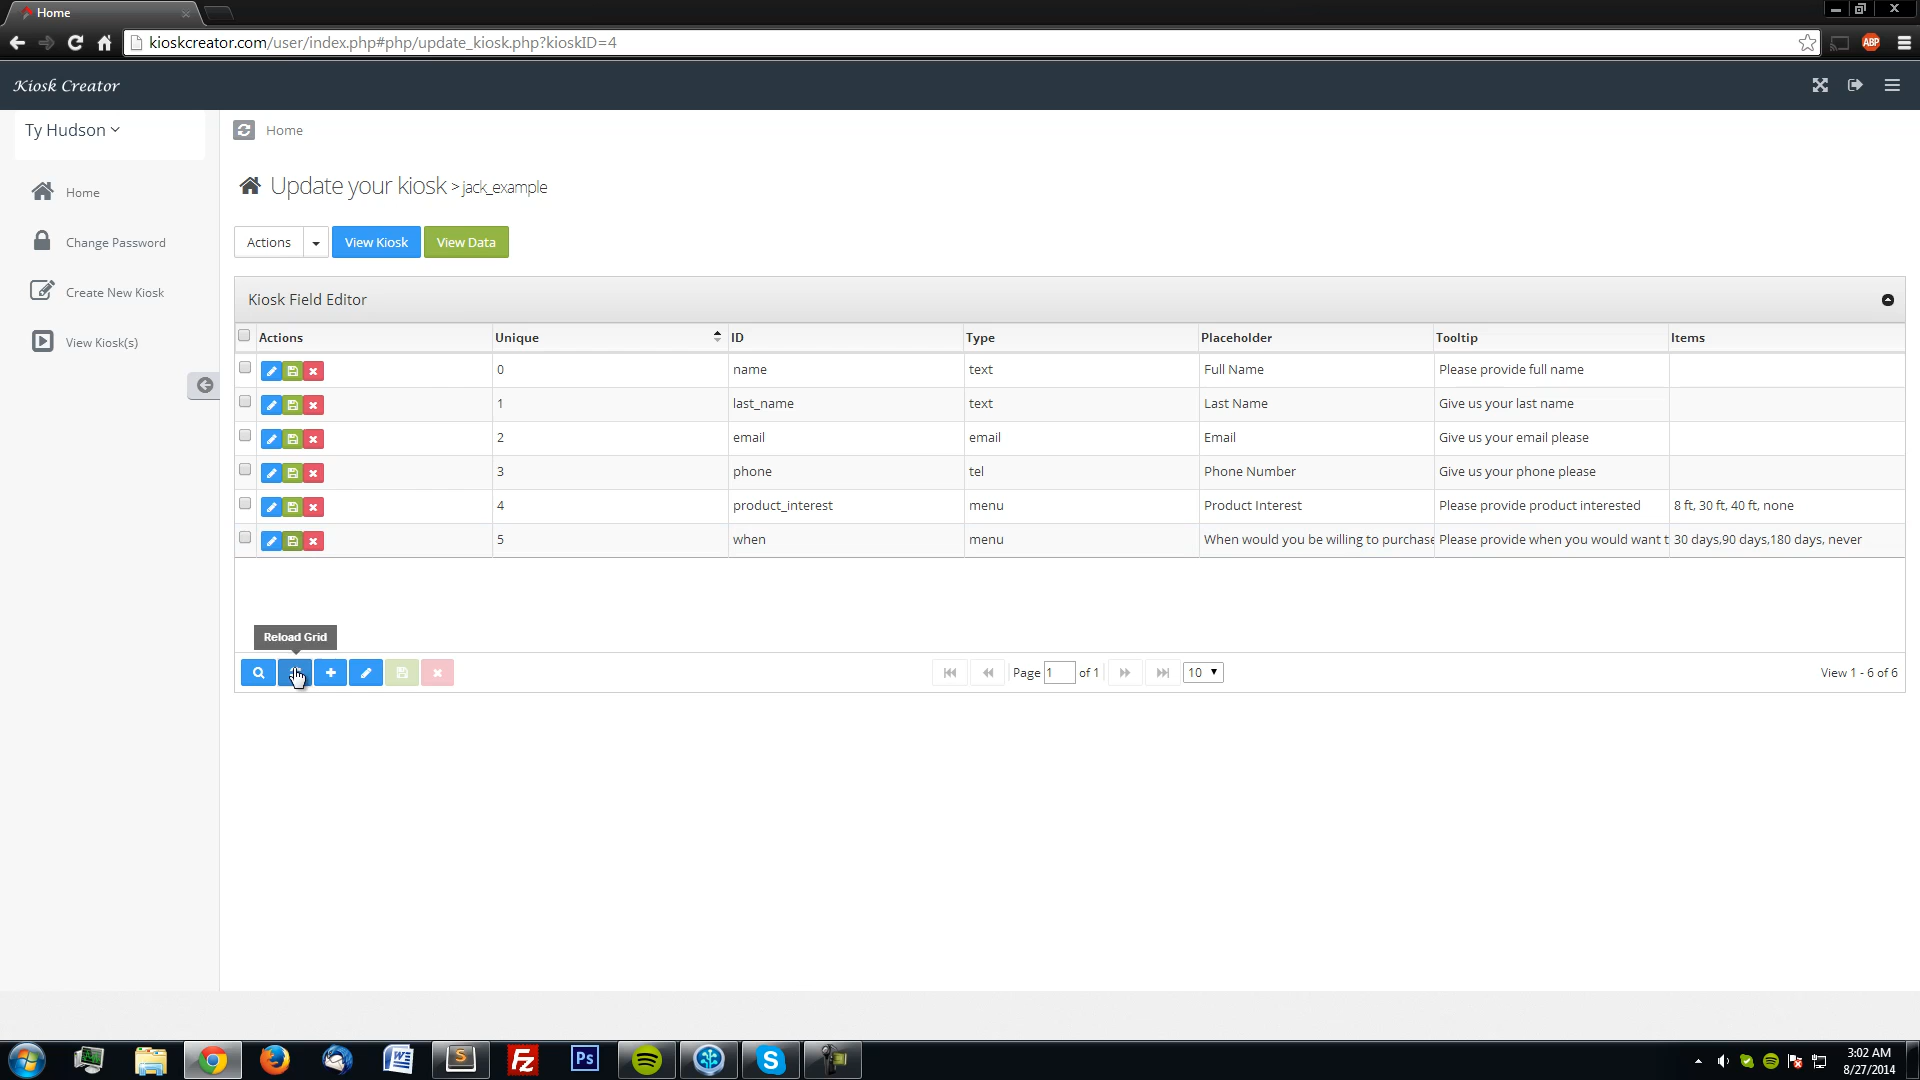 Home
kioskcreator.com/user/index.php#php/update_kiosk.php?kioskID=4
ABP
Kiosk Creator
Ty Hudson
Home
Home
Change Password
Create New Kiosk
View Kiosk(s)
Update your kiosk > jack_example
Actions View Kiosk View Data
Kiosk Field Editor
Actions Unique ID Type Placeholder Tooltip Items
0 name text Full Name Please provide full name
1 last_name text Last Name Give us your last name
2 email email Email Give us your email please
3 phone tel Phone Number Give us your phone please
4 product_interest menu Product Interest Please provide product interested 8 ft, 30 ft, 40 ft, none
5 when menu When would you be willing to purchase Please provide when you would want t 30 days,90 days,180 days, never
Reload Grid
Page 1 of 1 10 View 1 - 6 of 6
W S Fz Ps S
3:02 AM
8/27/2014